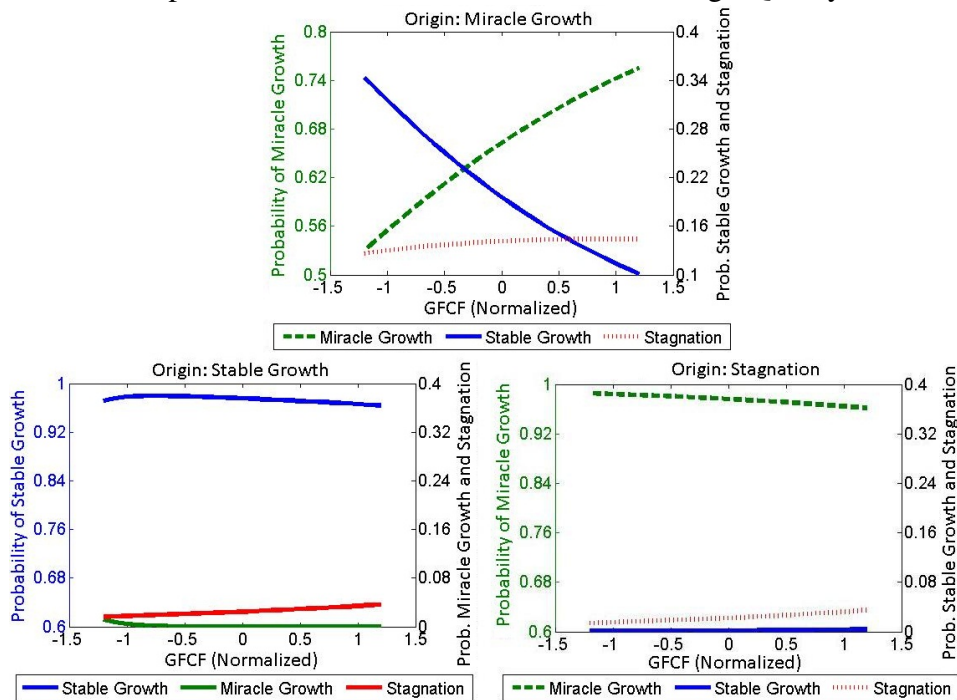 Origin: Miracle Growth
0.8
0.74
0.68
0.62
0.56
0.5
Probability of Miracle Growth
0.4
0.34
0.28
0.22
0.16
0.1
Prob. Stable Growth and Stagnation
-1.5 -1 -0.5 0 0.5 1 1.5
GFCF (Normalized)
Miracle Growth Stable Growth Stagnation
Origin: Stable Growth
1
0.92
0.84
0.76
0.68
0.6
Probability of Stable Growth
0.4
0.32
0.24
0.16
0.08
0
Prob. Miracle Growth and Stagnation
-1.5 -1 -0.5 0 0.5 1 1.5
GFCF (Normalized)
Stable Growth Miracle Growth Stagnation
Origin: Stagnation
1
0.92
0.84
0.76
0.68
0.6
Probability of Miracle Growth
0.4
0.32
0.24
0.16
0.08
0
Prob. Stable Growth and Stagnation
-1.5 -1 -0.5 0 0.5 1 1.5
GFCF (Normalized)
Miracle Growth Stable Growth Stagnation